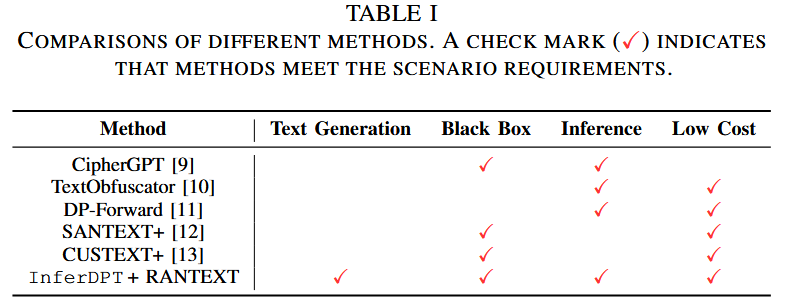 TABLE I
COMPARISONS OF DIFFERENT METHODS. A CHECK MARK (✓) INDICATES
THAT METHODS MEET THE SCENARIO REQUIREMENTS.
Method Text Generation Black Box Inference Low Cost
CipherGPT [9] ✓ ✓
TextObfuscator [10] ✓ ✓
DP-Forward [11] ✓ ✓
SANTEXT+ [12] ✓ ✓
CUSTEXT+ [13] ✓ ✓
InferDPT + RANTEXT ✓ ✓ ✓ ✓